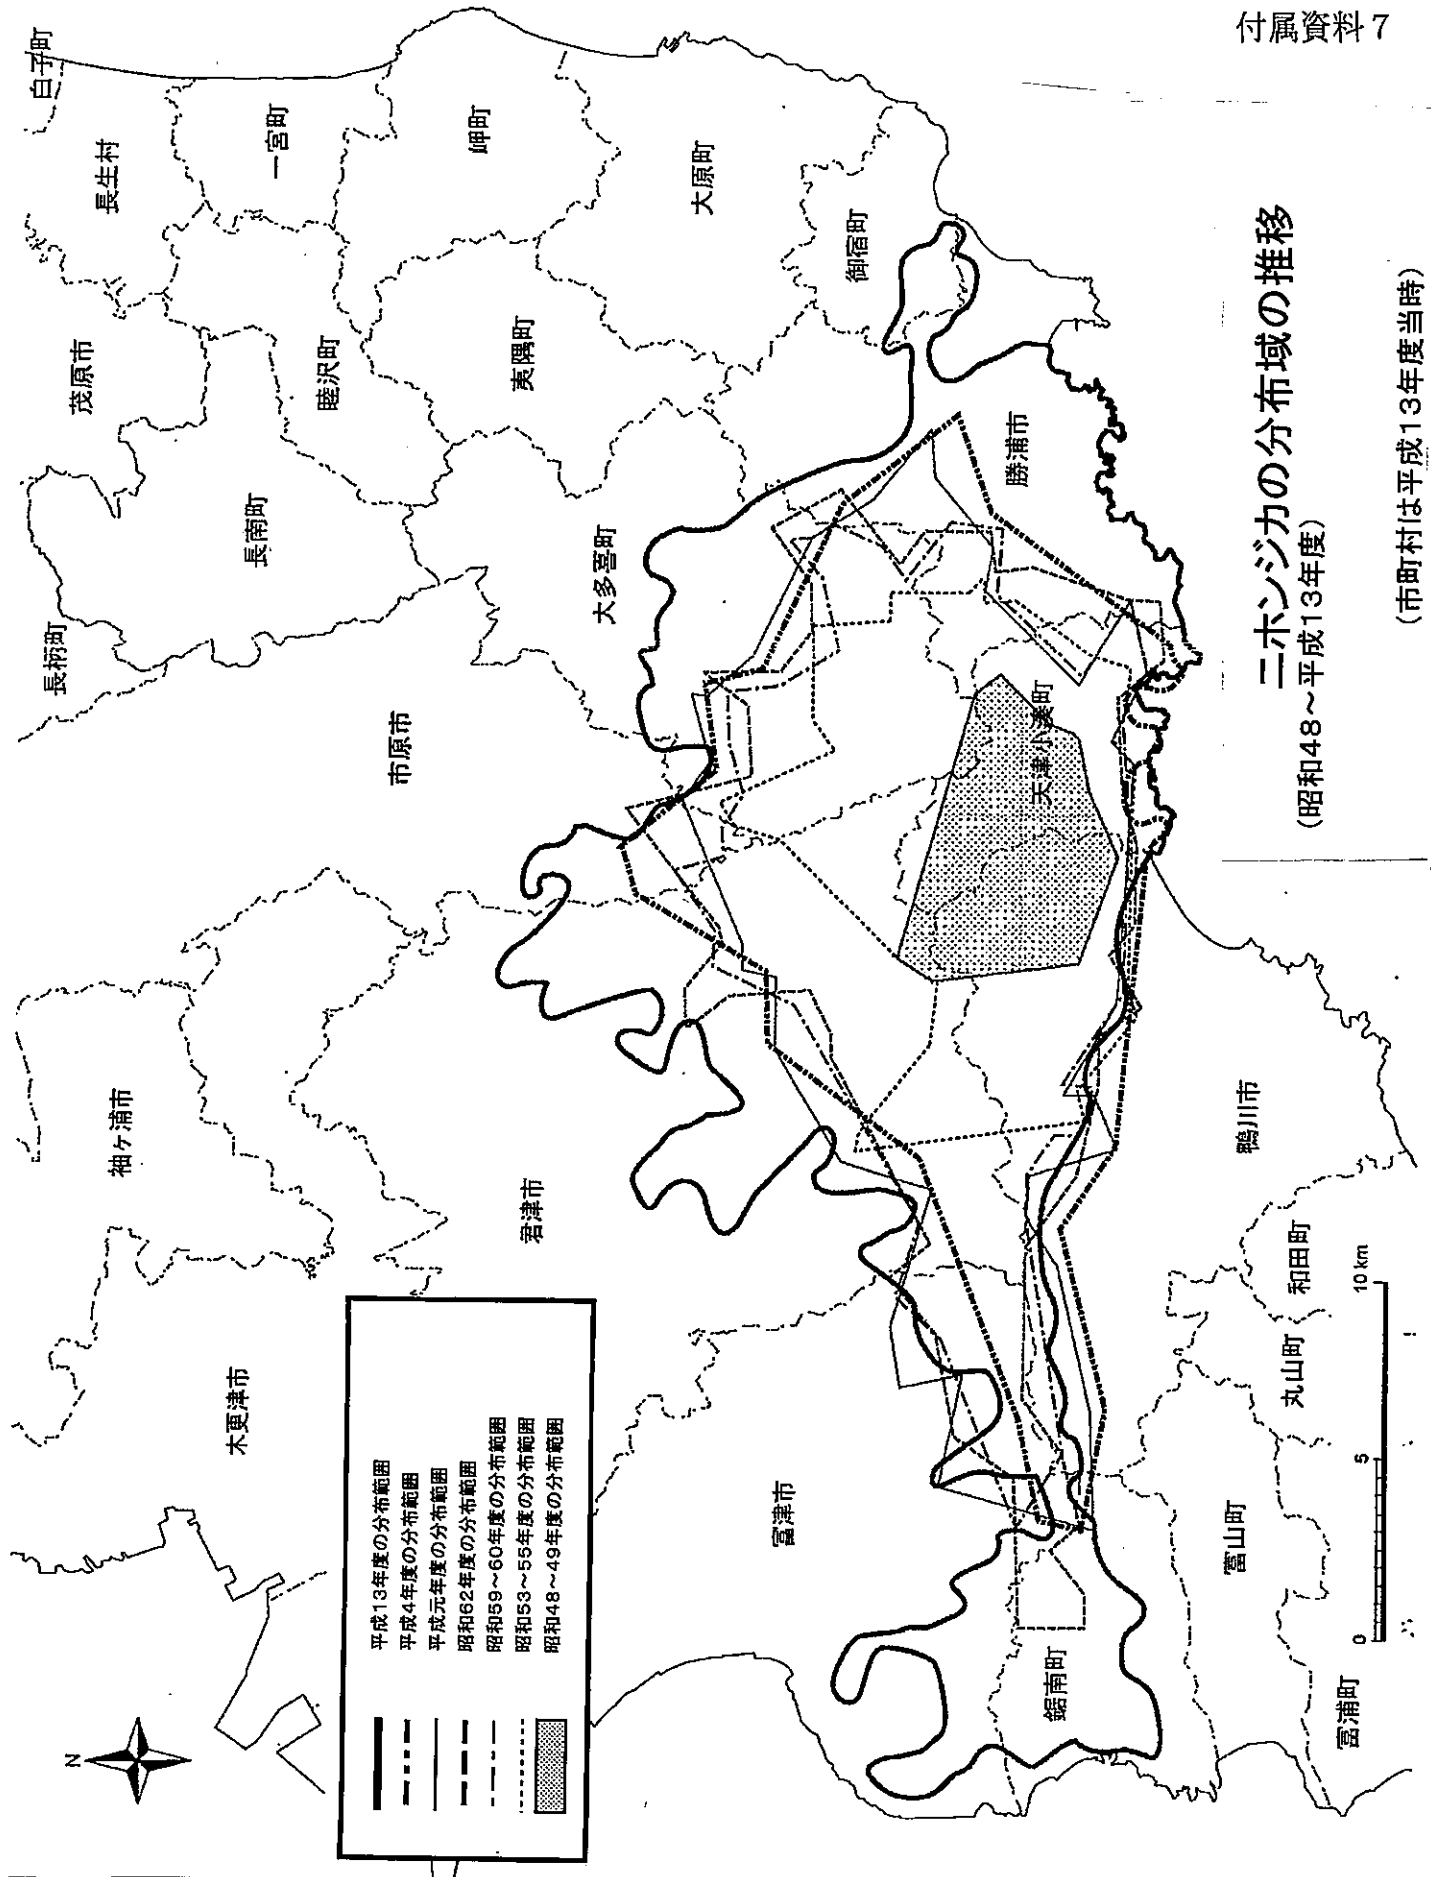 付属資料7
ニホンジカの分布域の推移
(昭和48～平成13年度)
(市町村は平成13年度当時)
白子町
長生村
一宮町
岬町
大原町
御宿町
茂原市
睦沢町
夷隅町
勝浦市
長南町
大多喜町
長柄町
市原市
天津小湊町
袖ヶ浦市
君津市
鴨川市
木更津市
富津市
和田町
丸山町
富山町
鋸南町
富浦町
N
平成13年度の分布範囲
平成4年度の分布範囲
平成元年度の分布範囲
昭和62年度の分布範囲
昭和59～60年度の分布範囲
昭和53～55年度の分布範囲
昭和48～49年度の分布範囲
0 5 10 km